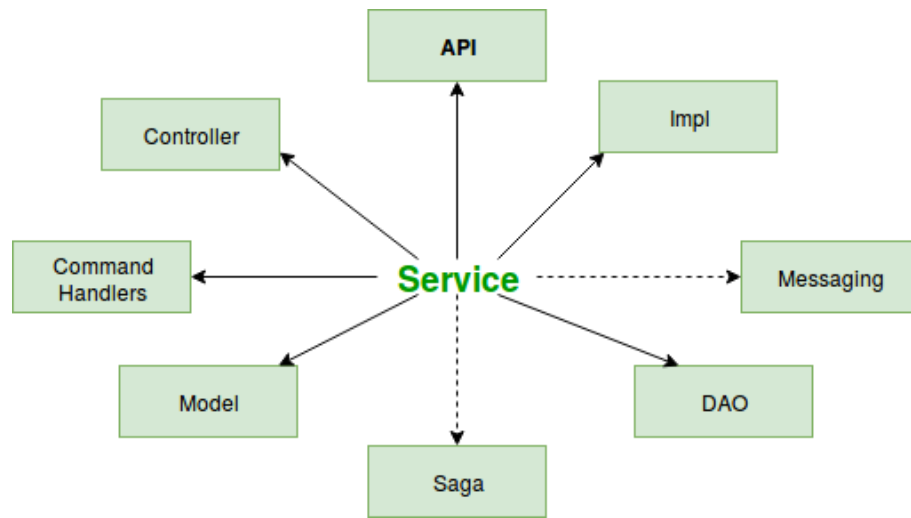 API
Impl
Controller
Command
Handlers
Service
Messaging
Model
DAO
Saga